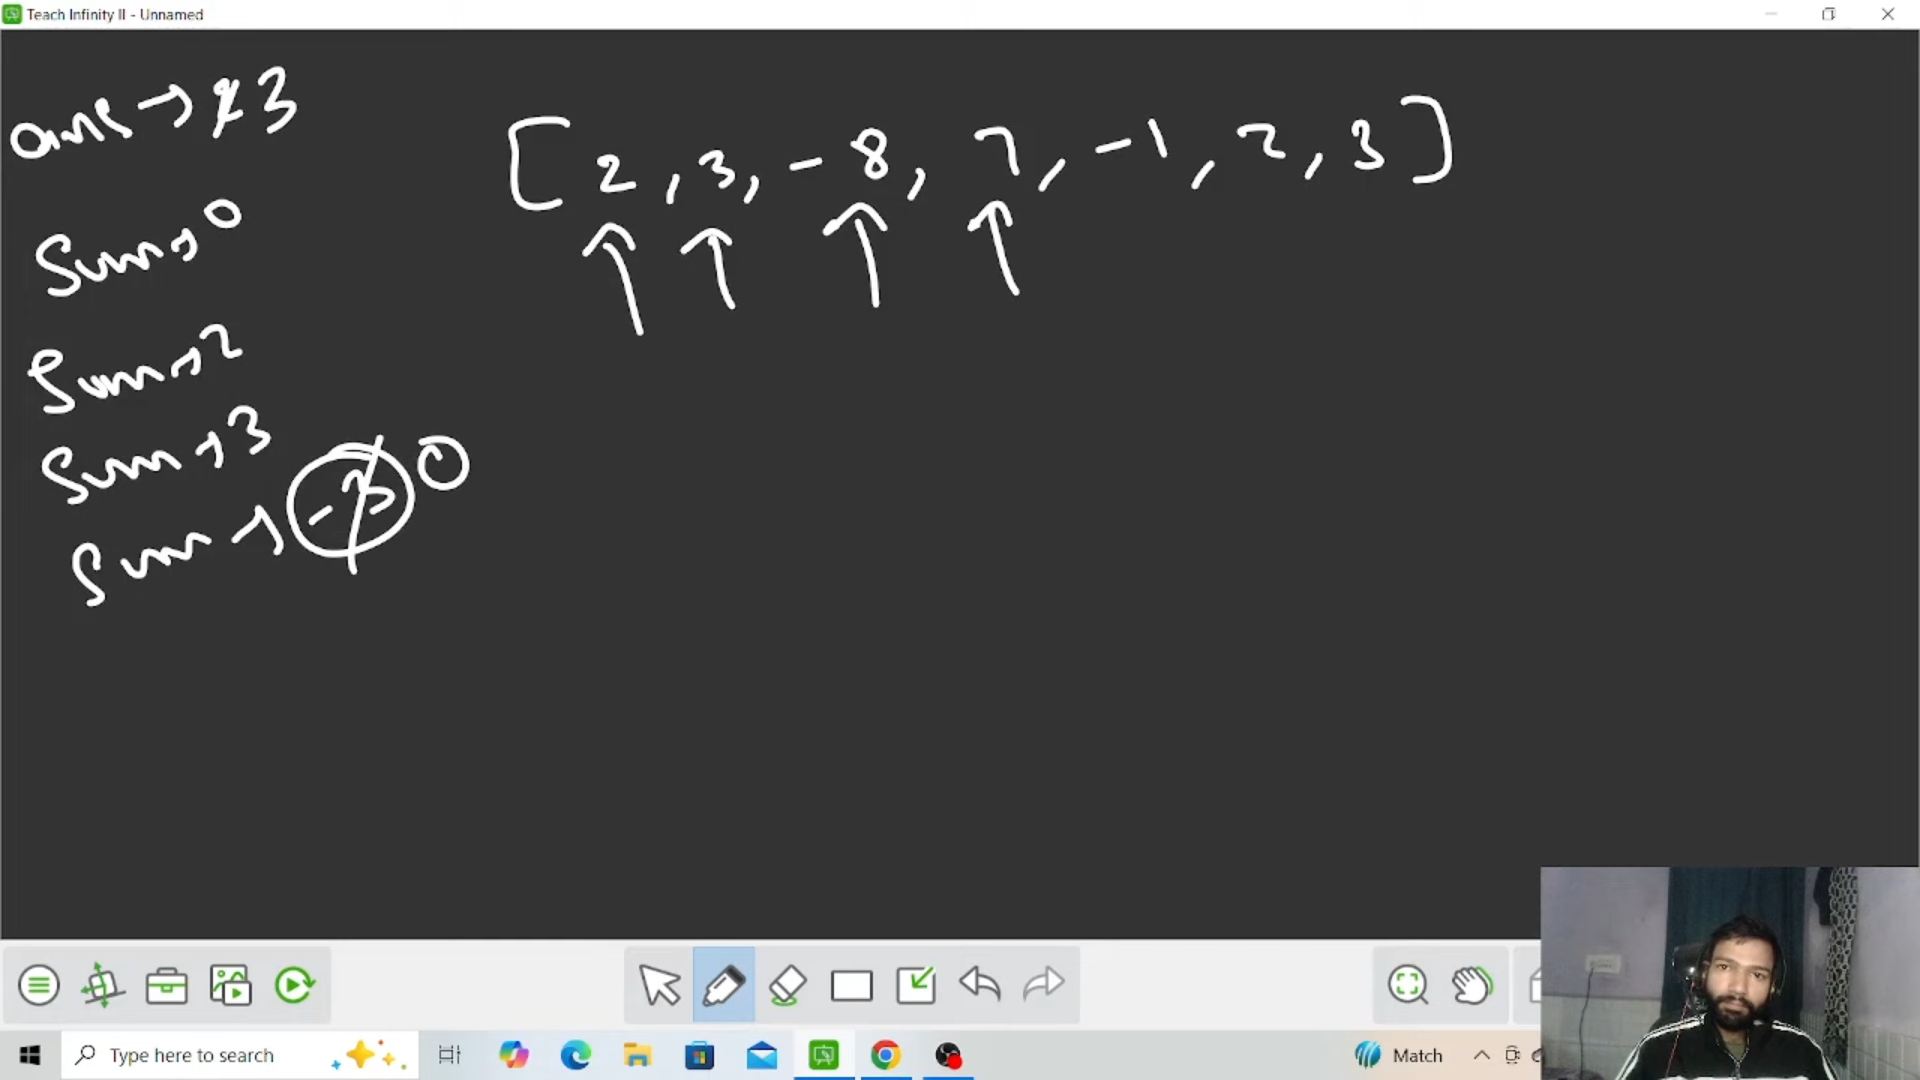 Teach Infinity II - Unnamed
ans → 2 3
[2, 3, -8, 7, -1, 2, 3]
Sum → 0
Sum → 2
Sum → 3
Sum → -3 0
Type here to search
Match